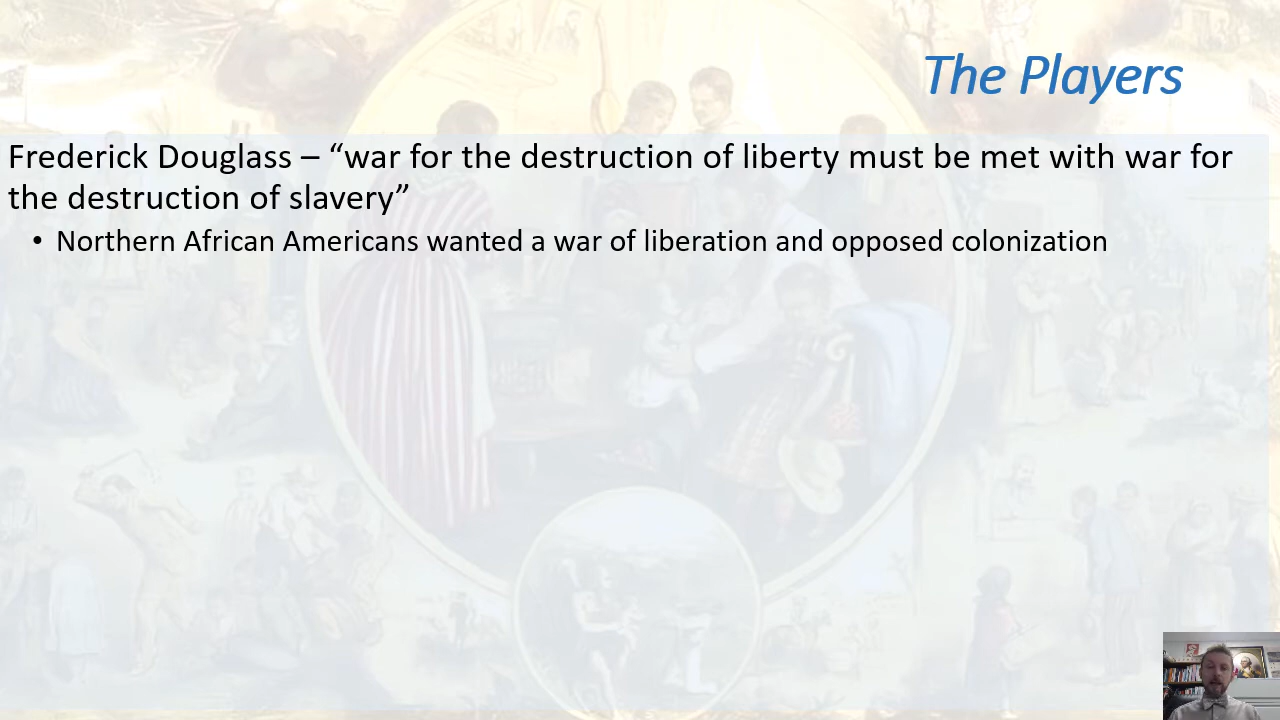 The Players
Frederick Douglass – “war for the destruction of liberty must be met with war for
the destruction of slavery”
• Northern African Americans wanted a war of liberation and opposed colonization